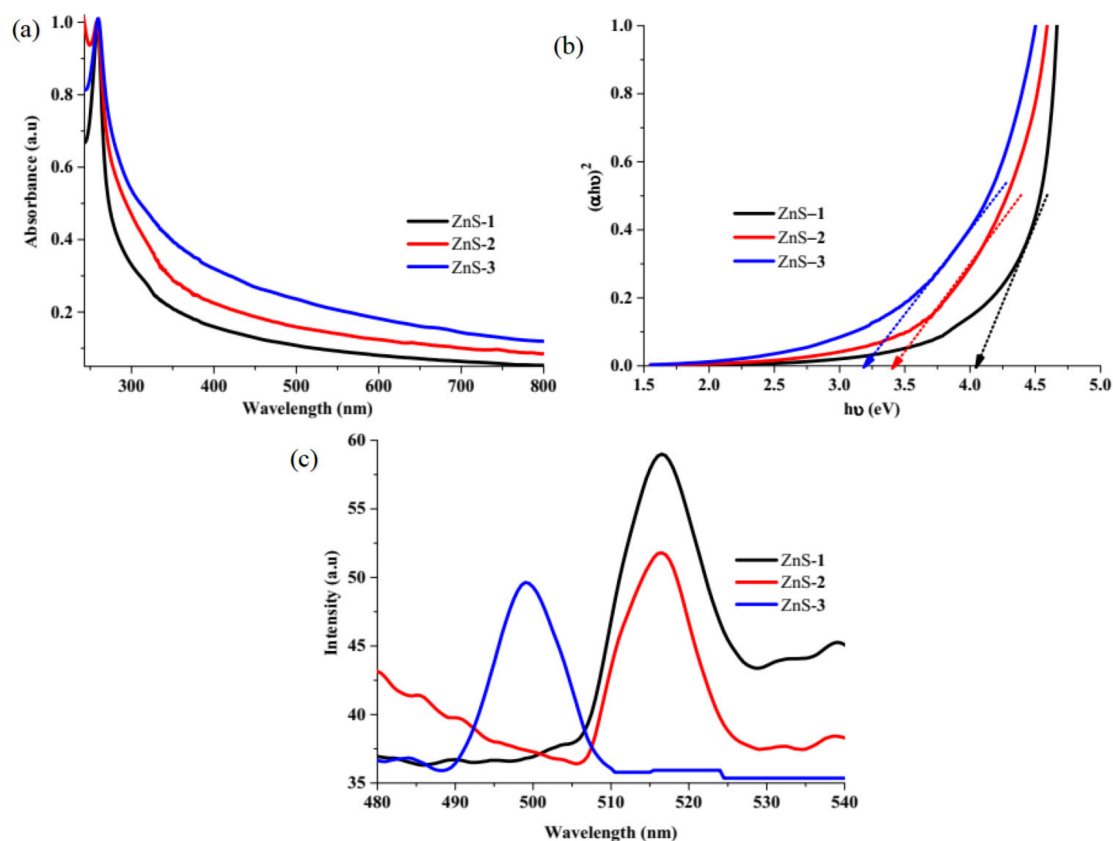 (a)
1.0
0.8
0.6
0.4
0.2
Absorbance (a.u)
ZnS-1
ZnS-2
ZnS-3
300 400 500 600 700 800
Wavelength (nm)
(b)
1.0
0.8
0.6
0.4
0.2
0.0
(αhυ)²
ZnS–1
ZnS–2
ZnS–3
1.5 2.0 2.5 3.0 3.5 4.0 4.5 5.0
hυ (eV)
(c)
60
55
50
45
40
35
Intensity (a.u)
ZnS-1
ZnS-2
ZnS-3
480 490 500 510 520 530 540
Wavelength (nm)